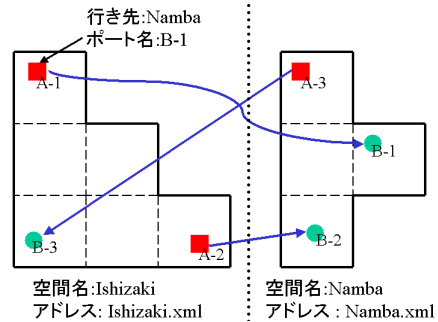 行き先:Namba
ポート名:B-1
A-1
A-3
B-1
B-3
A-2
B-2
空間名:Ishizaki
アドレス: Ishizaki.xml
空間名:Namba
アドレス : Namba.xml